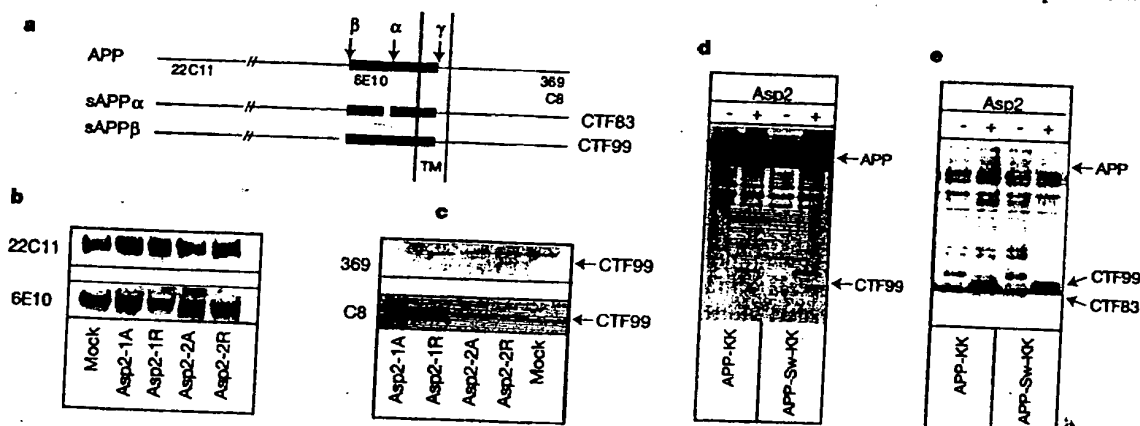 a
β α γ
APP
22C11
6E10
369
C8
sAPPα
CTF83
sAPPβ
CTF99
TM
b
22C11
6E10
Mock
Asp2-1A
Asp2-1R
Asp2-2A
Asp2-2R
c
369
CTF99
C8
CTF99
Asp2-1A
Asp2-1R
Asp2-2A
Asp2-2R
Mock
d
Asp2
- + - +
APP
CTF99
APP-KK
APP-Sw-KK
e
Asp2
- + - +
APP
CTF99
CTF83
APP-KK
APP-Sw-KK